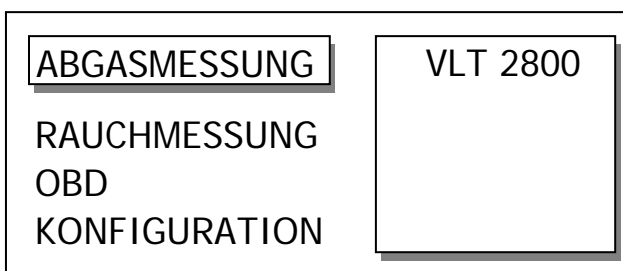 ABGASMESSUNG
RAUCHMESSUNG
OBD
KONFIGURATION
VLT 2800